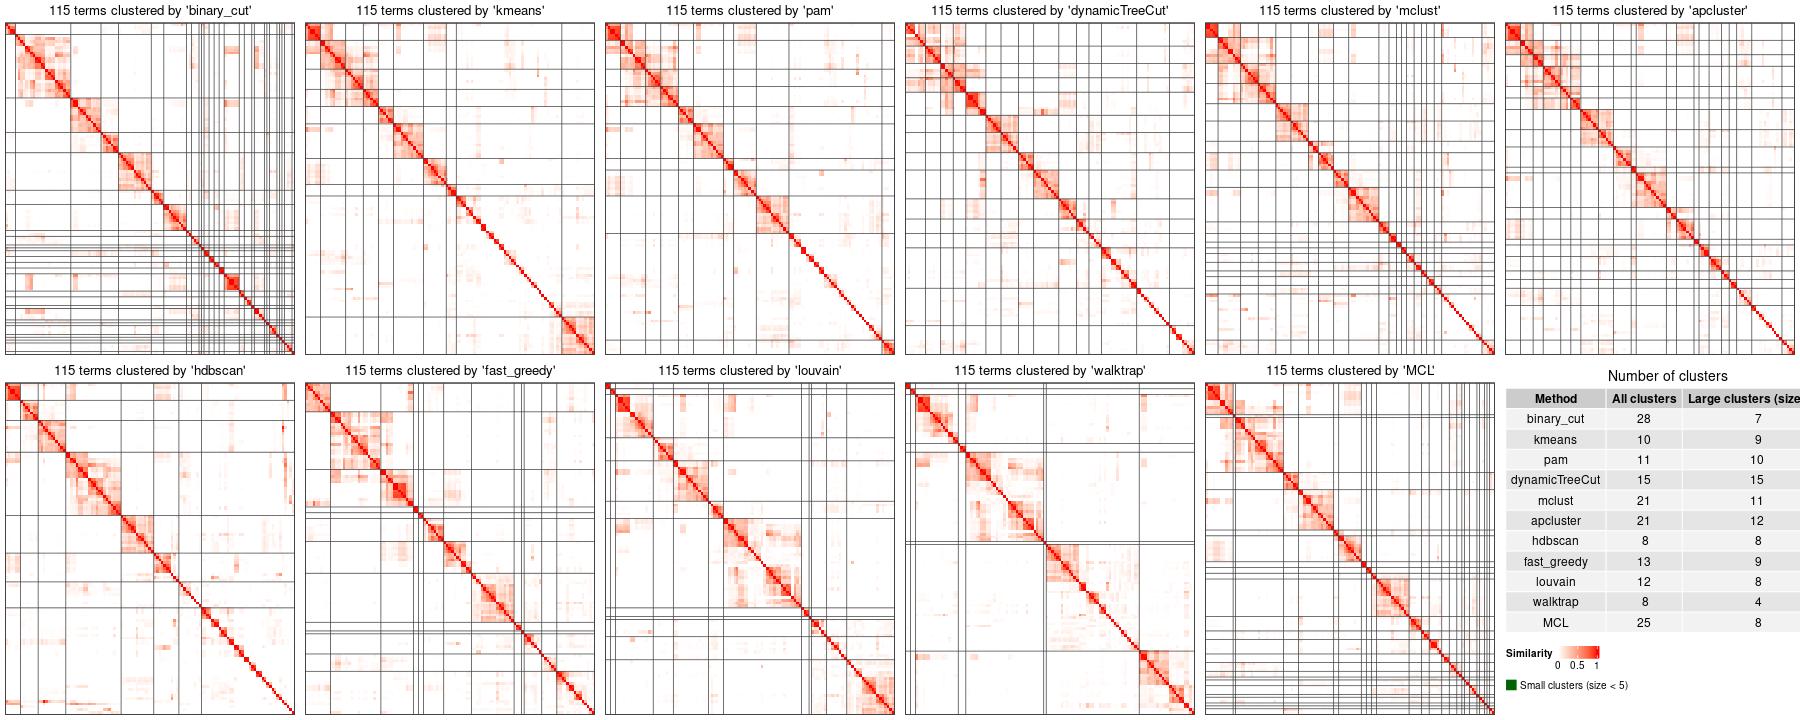 115 terms clustered by 'binary_cut'
115 terms clustered by 'kmeans'
115 terms clustered by 'pam'
115 terms clustered by 'dynamicTreeCut'
115 terms clustered by 'mclust'
115 terms clustered by 'apcluster'
115 terms clustered by 'hdbscan'
115 terms clustered by 'fast_greedy'
115 terms clustered by 'louvain'
115 terms clustered by 'walktrap'
115 terms clustered by 'MCL'
Number of clusters
Method All clusters Large clusters (size
binary_cut 28 7
kmeans 10 9
pam 11 10
dynamicTreeCut 15 15
mclust 21 11
apcluster 21 12
hdbscan 8 8
fast_greedy 13 9
louvain 12 8
walktrap 8 4
MCL 25 8
Similarity
0 0.5 1
Small clusters (size < 5)